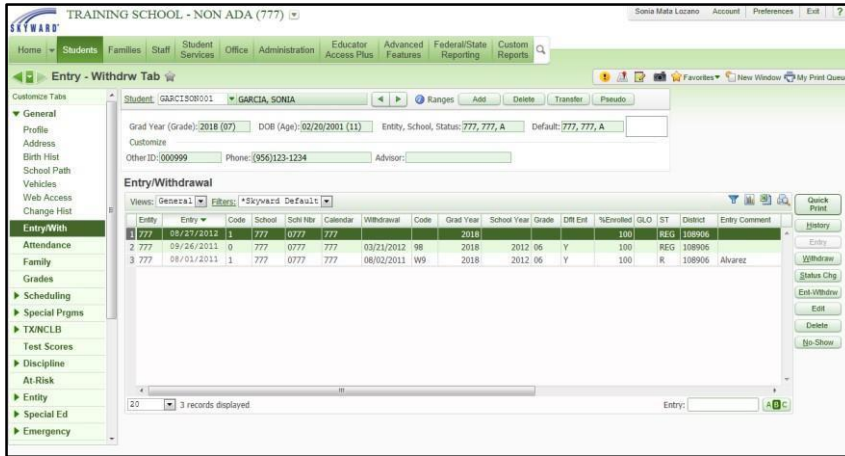 SKYWARD
TRAINING SCHOOL - NON ADA (777)
Sonia Mata Lozano Account Preferences Exit ?
Home Students Families Staff Student Services Office Administration Educator Access Plus Advanced Features Federal/State Reporting Custom Reports
Entry - Withdrw Tab
Favorites New Window My Print Queue
Customize Tabs
General
Profile
Address
Birth Hist
School Path
Vehicles
Web Access
Change Hist
Entry/With
Attendance
Family
Grades
Scheduling
Special Prgms
TX/NCLB
Test Scores
Discipline
At-Risk
Entity
Special Ed
Emergency
Student: GARCISON001 GARCIA, SONIA Ranges Add Delete Transfer Pseudo
Grad Year (Grade): 2018 (07) DOB (Age): 02/20/2001 (11) Entity, School, Status: 777, 777, A Default: 777, 777, A
Customize
Other ID: 000999 Phone: (956)123-1234 Advisor:
Entry/Withdrawal
Views: General Filters: *Skyward Default
Entity Entry Code School Schl Nbr Calendar Withdrawal Code Grad Year School Year Grade Dflt Ent %Enrolled GLO ST District Entry Comment
1 777 08/27/2012 1 777 0777 777 2018 100 REG 108906
2 777 09/26/2011 0 777 0777 777 03/21/2012 98 2018 2012 06 Y 100 REG 108906
3 777 08/01/2011 1 777 0777 777 08/02/2011 W9 2018 2012 06 Y 100 R 108906 Alvarez
20 3 records displayed Entry: A B C
Quick Print
History
Entry
Withdraw
Status Chg
Ent-Wthdrw
Edit
Delete
No-Show